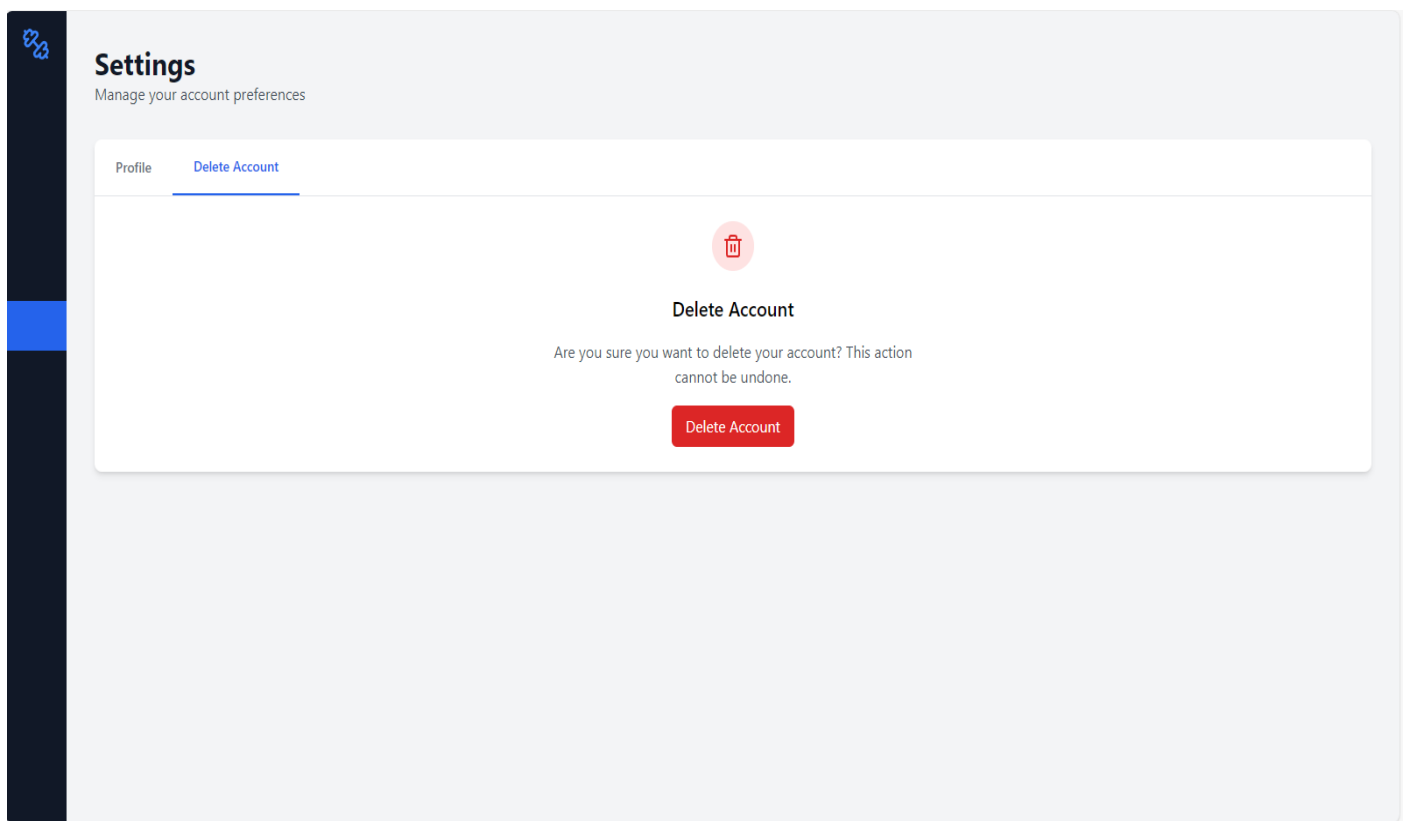 Settings
Manage your account preferences
Profile
Delete Account
Delete Account
Are you sure you want to delete your account? This action
cannot be undone.
Delete Account